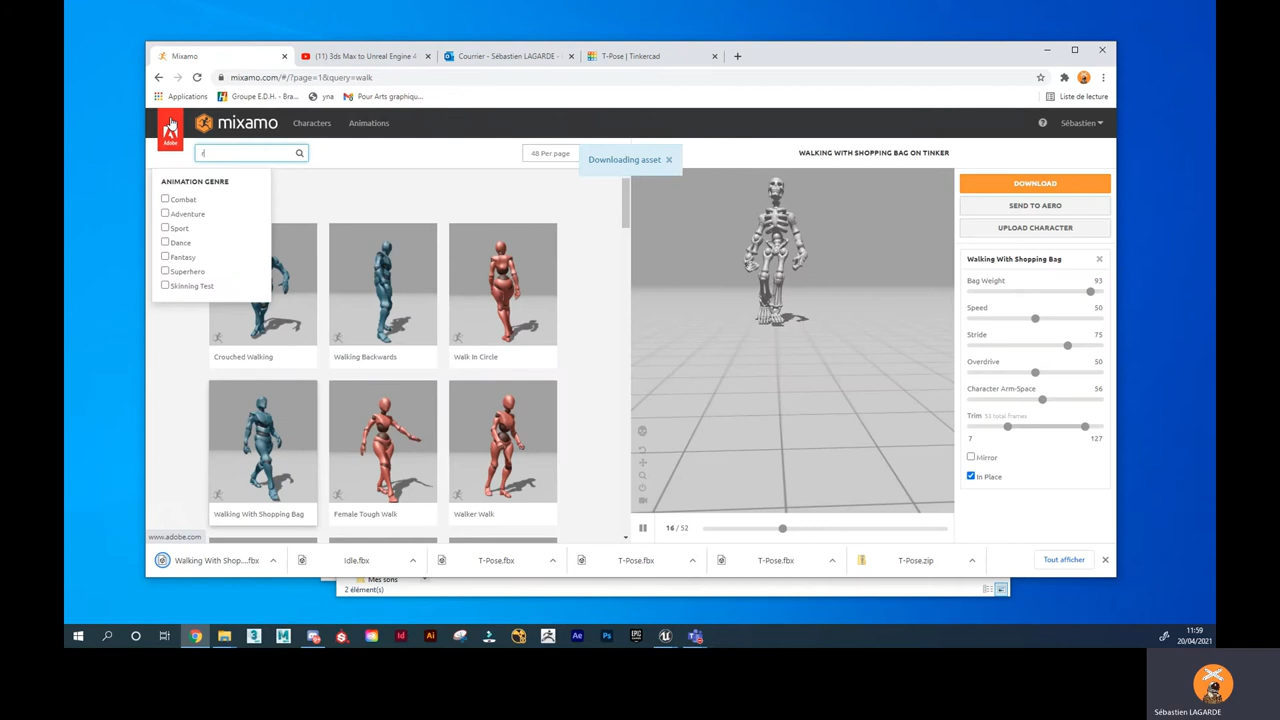 Mixamo
(11) 3ds Max to Unreal Engine 4
Courrier - Sébastien LAGARDE -
T-Pose | Tinkercad
mixamo.com/#/?page=1&query=walk
Applications
Groupe E.D.H. - Bra...
yna
Pour Arts graphiqu...
Liste de lecture
Adobe
mixamo
Characters
Animations
Sébastien
r
48 Per page
Downloading asset
WALKING WITH SHOPPING BAG ON TINKER
ANIMATION GENRE
Combat
Adventure
Sport
Dance
Fantasy
Superhero
Skinning Test
Crouched Walking
Walking Backwards
Walk In Circle
Walking With Shopping Bag
Female Tough Walk
Walker Walk
DOWNLOAD
SEND TO AERO
UPLOAD CHARACTER
Walking With Shopping Bag
Bag Weight 93
Speed 50
Stride 75
Overdrive 50
Character Arm-Space 56
Trim 53 total frames
7 127
Mirror
In Place
16 / 52
www.adobe.com
Walking With Shop....fbx
Idle.fbx
T-Pose.fbx
T-Pose.fbx
T-Pose.fbx
T-Pose.zip
Tout afficher
Mes sons
2 élément(s)
11:59
20/04/2021
Sébastien LAGARDE